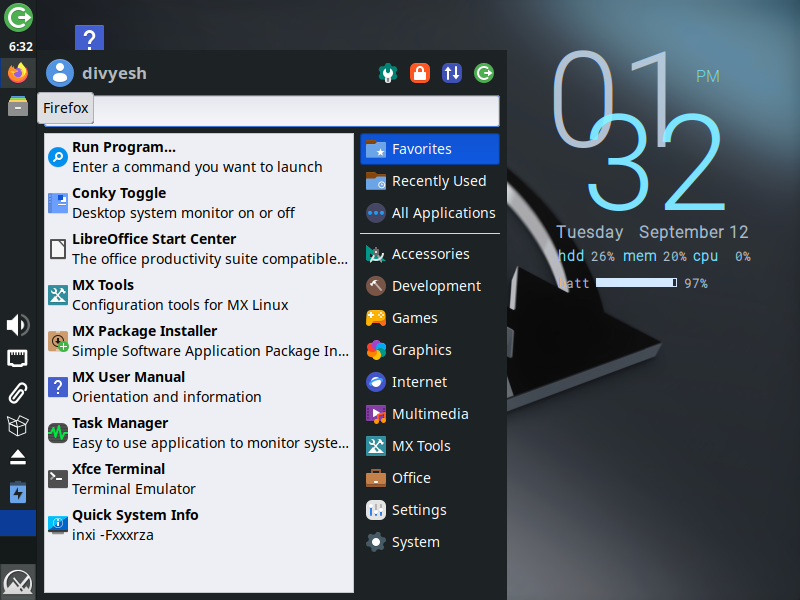 6:32
?
divyesh
Firefox
Run Program...
Enter a command you want to launch
Conky Toggle
Desktop system monitor on or off
LibreOffice Start Center
The office productivity suite compatible...
MX Tools
Configuration tools for MX Linux
MX Package Installer
Simple Software Application Package In...
MX User Manual
Orientation and information
Task Manager
Easy to use application to monitor syste...
Xfce Terminal
Terminal Emulator
Quick System Info
inxi -Fxxxrza
Favorites
Recently Used
All Applications
Accessories
Development
Games
Graphics
Internet
Multimedia
MX Tools
Office
Settings
System
01 PM
32
Tuesday September 12
hdd 26% mem 20% cpu 0%
batt 97%